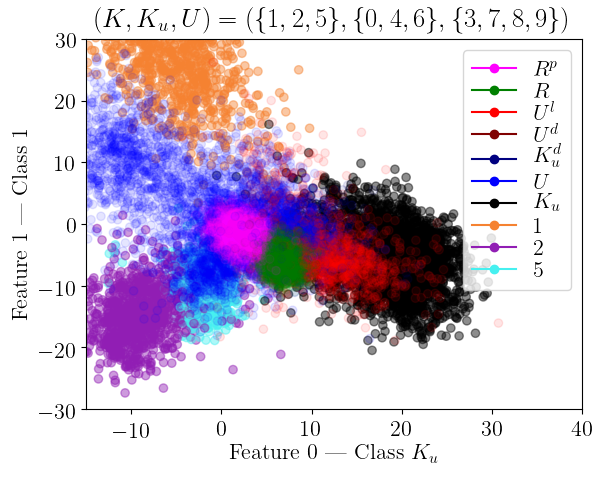 (K, K_u, U) = ({1, 2, 5}, {0, 4, 6}, {3, 7, 8, 9})
30
20
10
0
−10
−20
−30
Feature 1 — Class 1
R^p
R
U^l
U^d
K_u^d
U
K_u
1
2
5
−10
0
10
20
30
40
Feature 0 — Class K_u